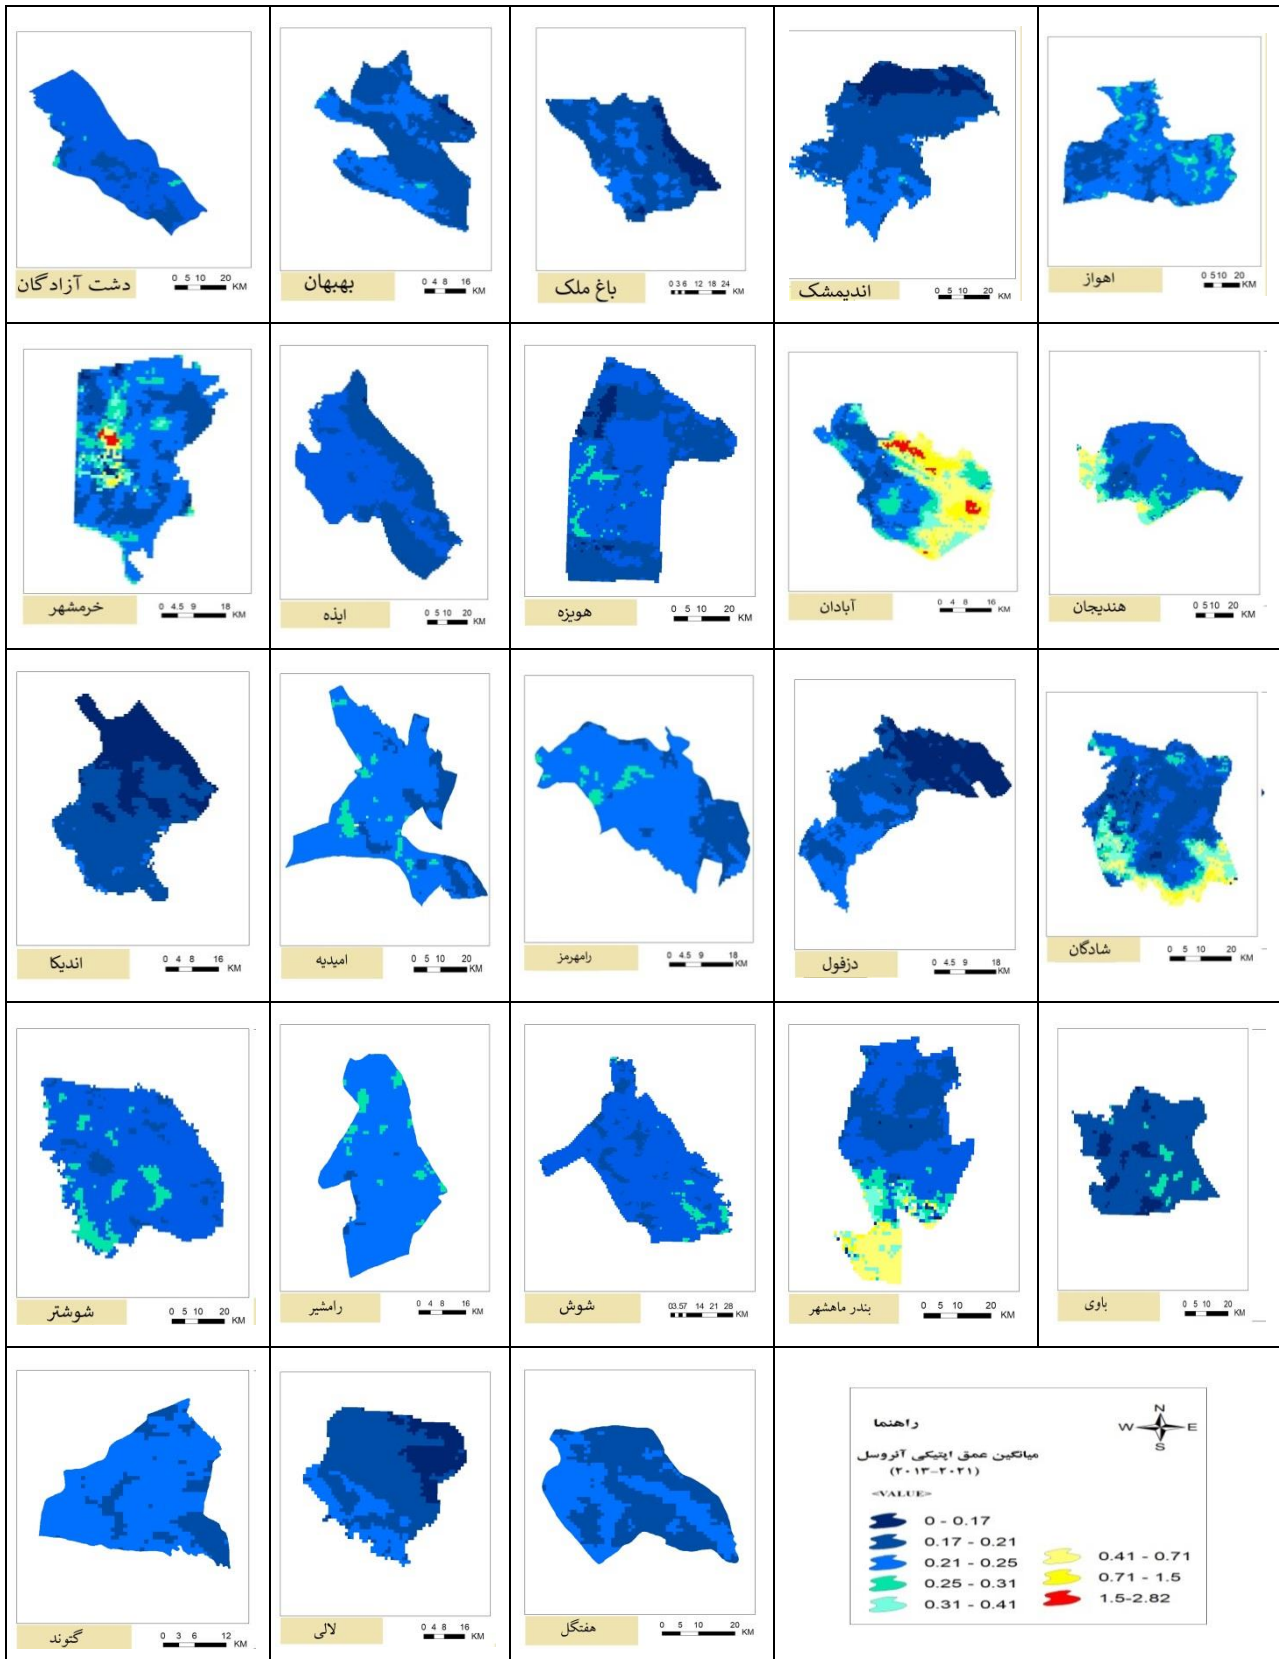 دشت آزادگان
0 5 10 20
KM
بهبهان
0 4 8 16
KM
باغ ملک
0 3 6 12 18 24
KM
اندیمشک
0 5 10 20
KM
اهواز
0 5 10 20
KM
خرمشهر
0 4.5 9 18
KM
ایذه
0 5 10 20
KM
هویزه
0 5 10 20
KM
آبادان
0 4 8 16
KM
هندیجان
0 5 10 20
KM
اندیکا
0 4 8 16
KM
امیدیه
0 5 10 20
KM
رامهرمز
0 4.5 9 18
KM
دزفول
0 4.5 9 18
KM
شادگان
0 5 10 20
KM
شوشتر
0 5 10 20
KM
رامشیر
0 4 8 16
KM
شوش
0 3.5 7 14 21 28
KM
بندر ماهشهر
0 5 10 20
KM
باوی
0 5 10 20
KM
گتوند
0 3 6 12
KM
لالی
0 4 8 16
KM
هفتگل
0 5 10 20
KM
راهنما
N
W E
S
میانگین عمق اپتیکی آئروسل
(۲۰۱۳-۲۰۲۱)
<VALUE>
0 - 0.17
0.17 - 0.21
0.21 - 0.25
0.25 - 0.31
0.31 - 0.41
0.41 - 0.71
0.71 - 1.5
1.5-2.82